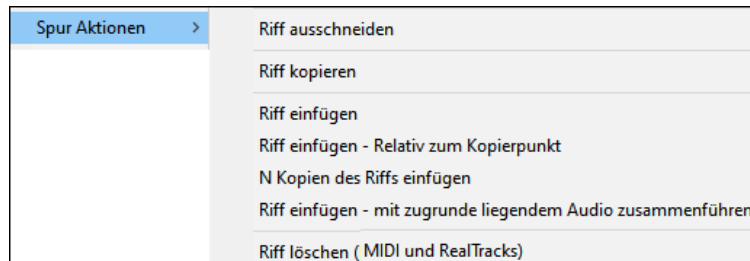 Spur Aktionen >
Riff ausschneiden
Riff kopieren
Riff einfügen
Riff einfügen - Relativ zum Kopierpunkt
N Kopien des Riffs einfügen
Riff einfügen - mit zugrunde liegendem Audio zusammenführen
Riff löschen ( MIDI und RealTracks)